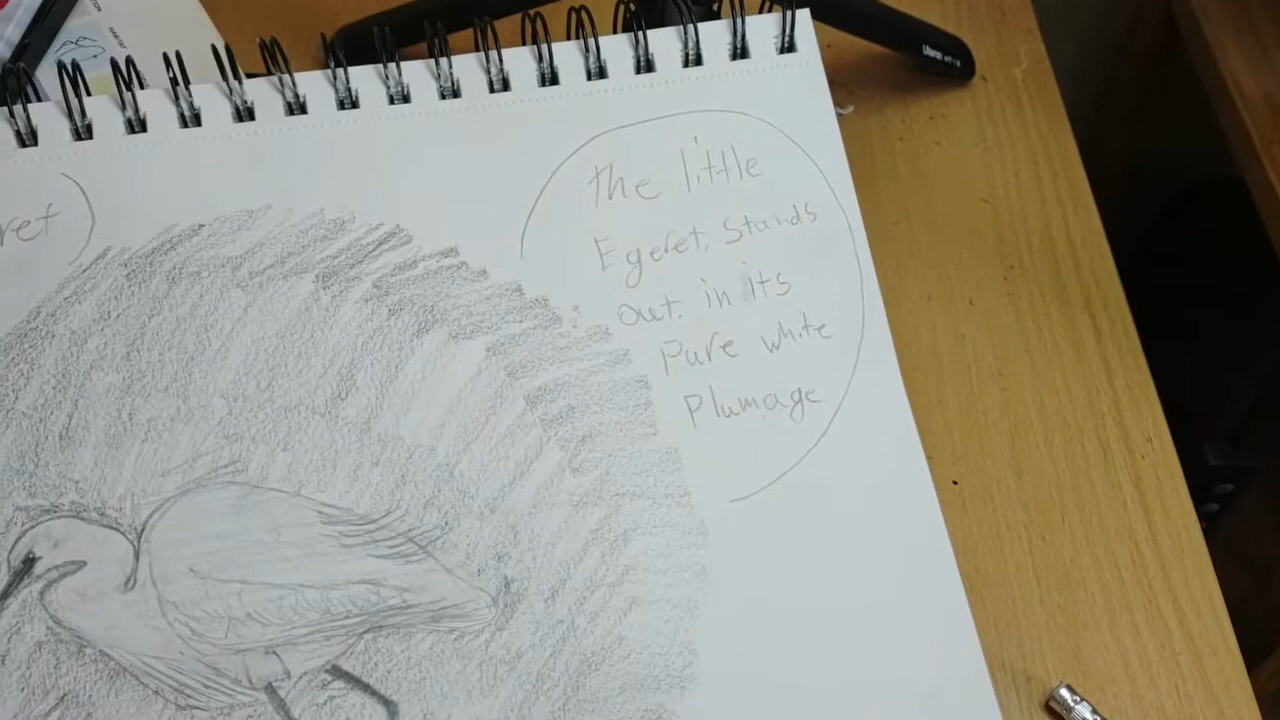 ret)
the little
Egeret, Stands
out. in its
Pure white
Plumage